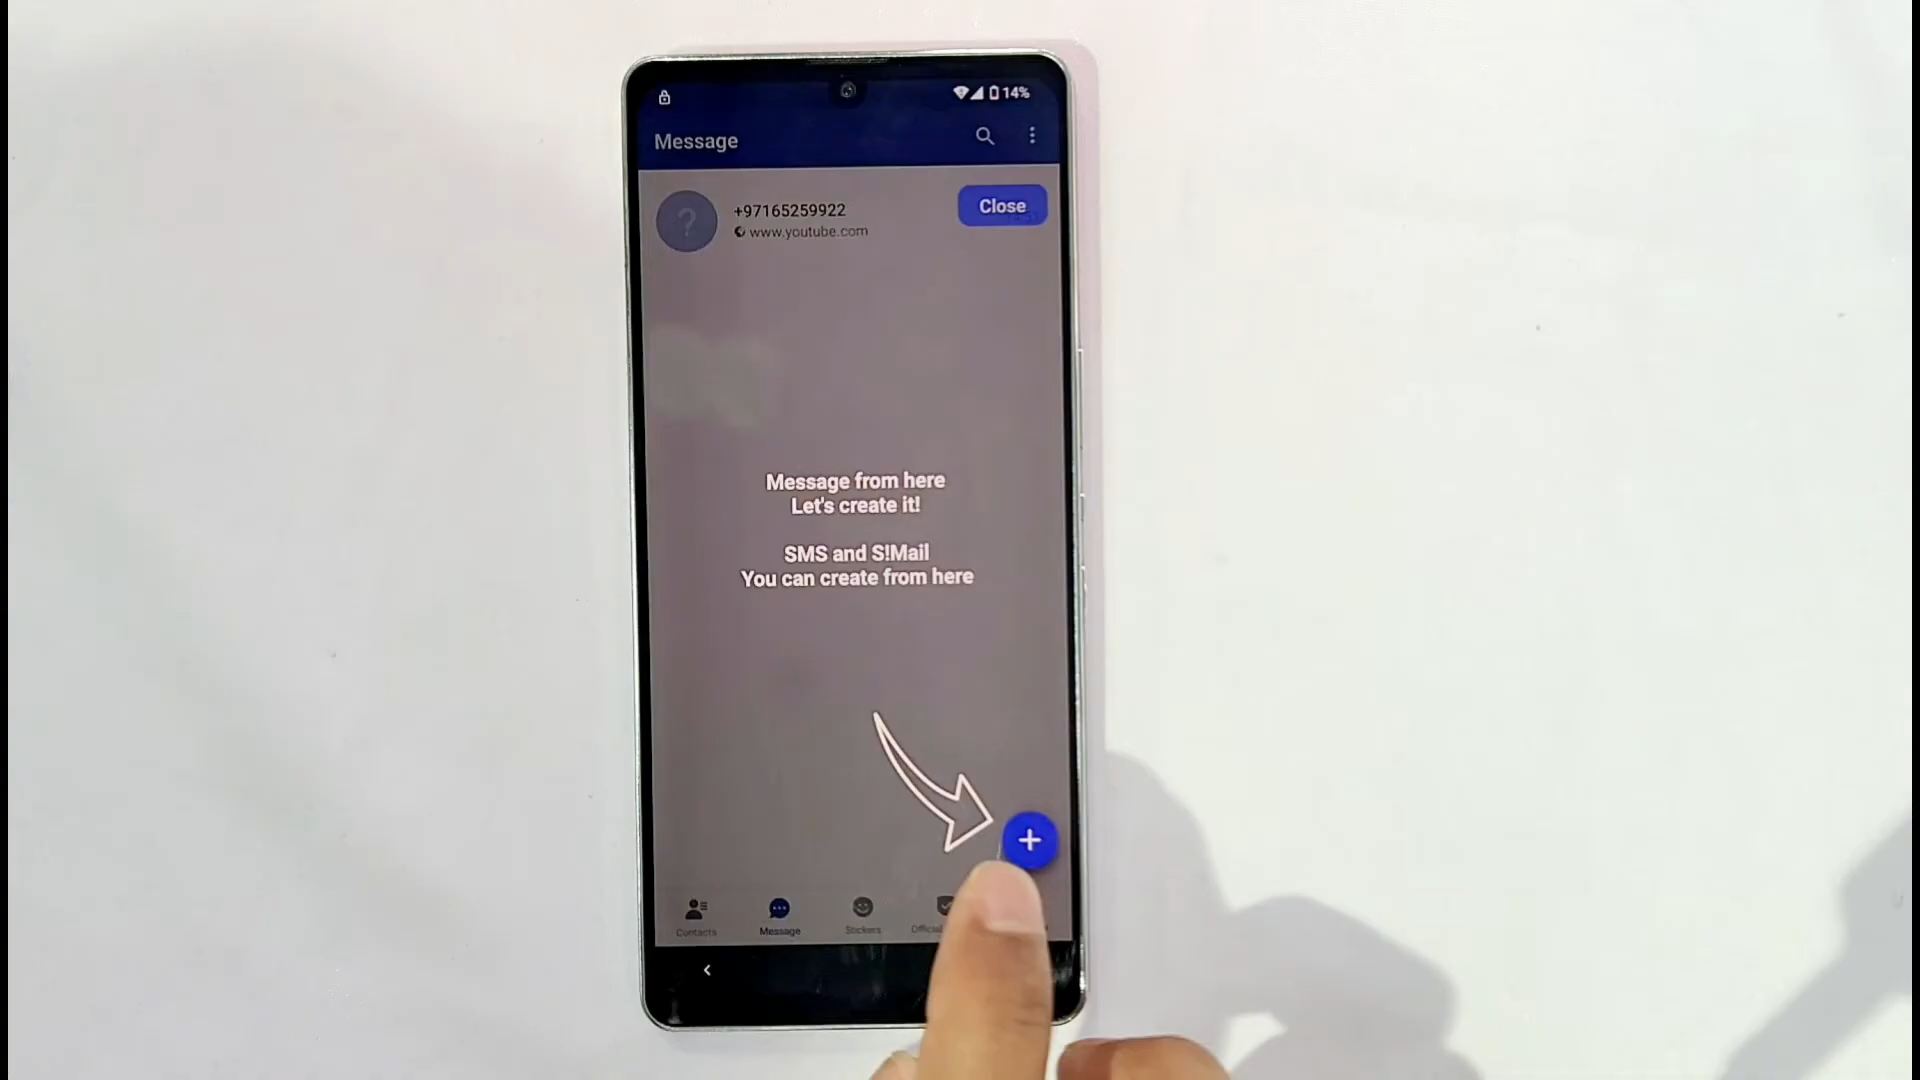 14%
Message
+97165259922
Close
www.youtube.com
Message from here
Let's create it!
SMS and S!Mail
You can create from here
Contacts
Message
Stickers
Official